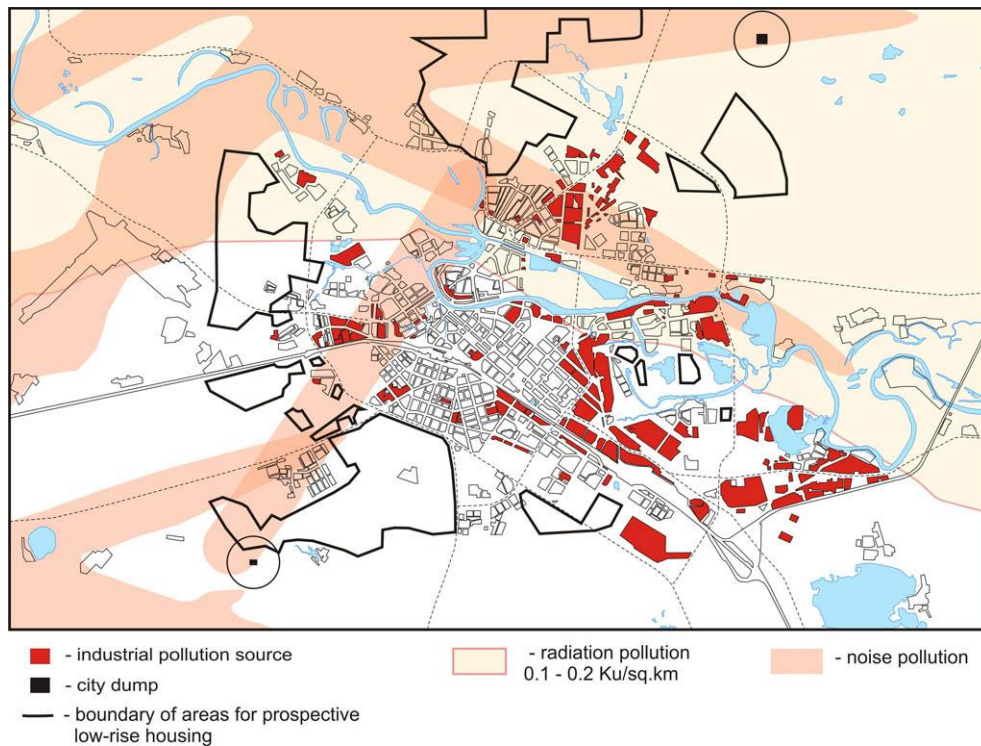 - industrial pollution source
- city dump
- boundary of areas for prospective
low-rise housing
- radiation pollution
0.1 - 0.2 Ku/sq.km
- noise pollution